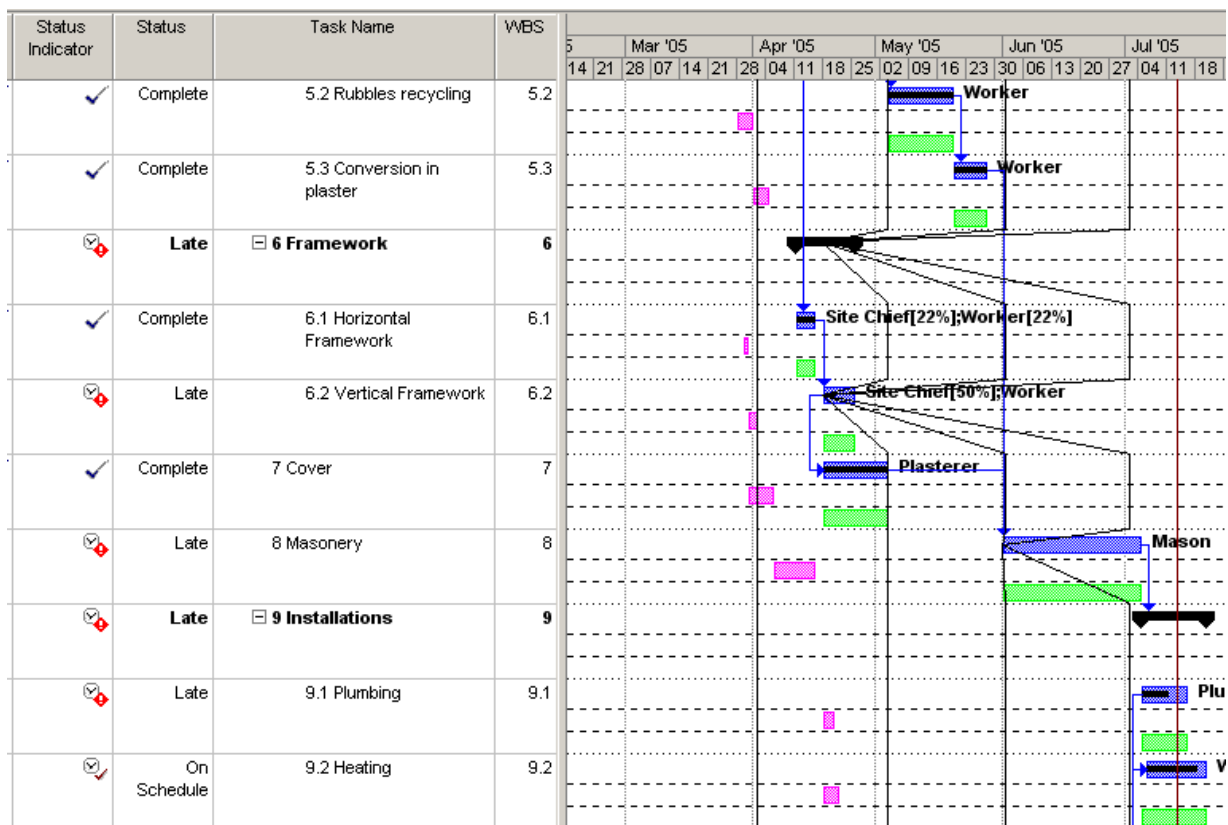 Status Indicator Status Task Name WBS
5 Mar '05 Apr '05 May '05 Jun '05 Jul '05
14 21 28 07 14 21 28 04 11 18 25 02 09 16 23 30 06 13 20 27 04 11 18
Complete 5.2 Rubbles recycling 5.2 Worker
Complete 5.3 Conversion in plaster 5.3 Worker
Late 6 Framework 6
Complete 6.1 Horizontal Framework 6.1 Site Chief[22%];Worker[22%]
Late 6.2 Vertical Framework 6.2 Site Chief[50%];Worker
Complete 7 Cover 7 Plasterer
Late 8 Masonery 8 Mason
Late 9 Installations 9
Late 9.1 Plumbing 9.1 Plu
On Schedule 9.2 Heating 9.2 W